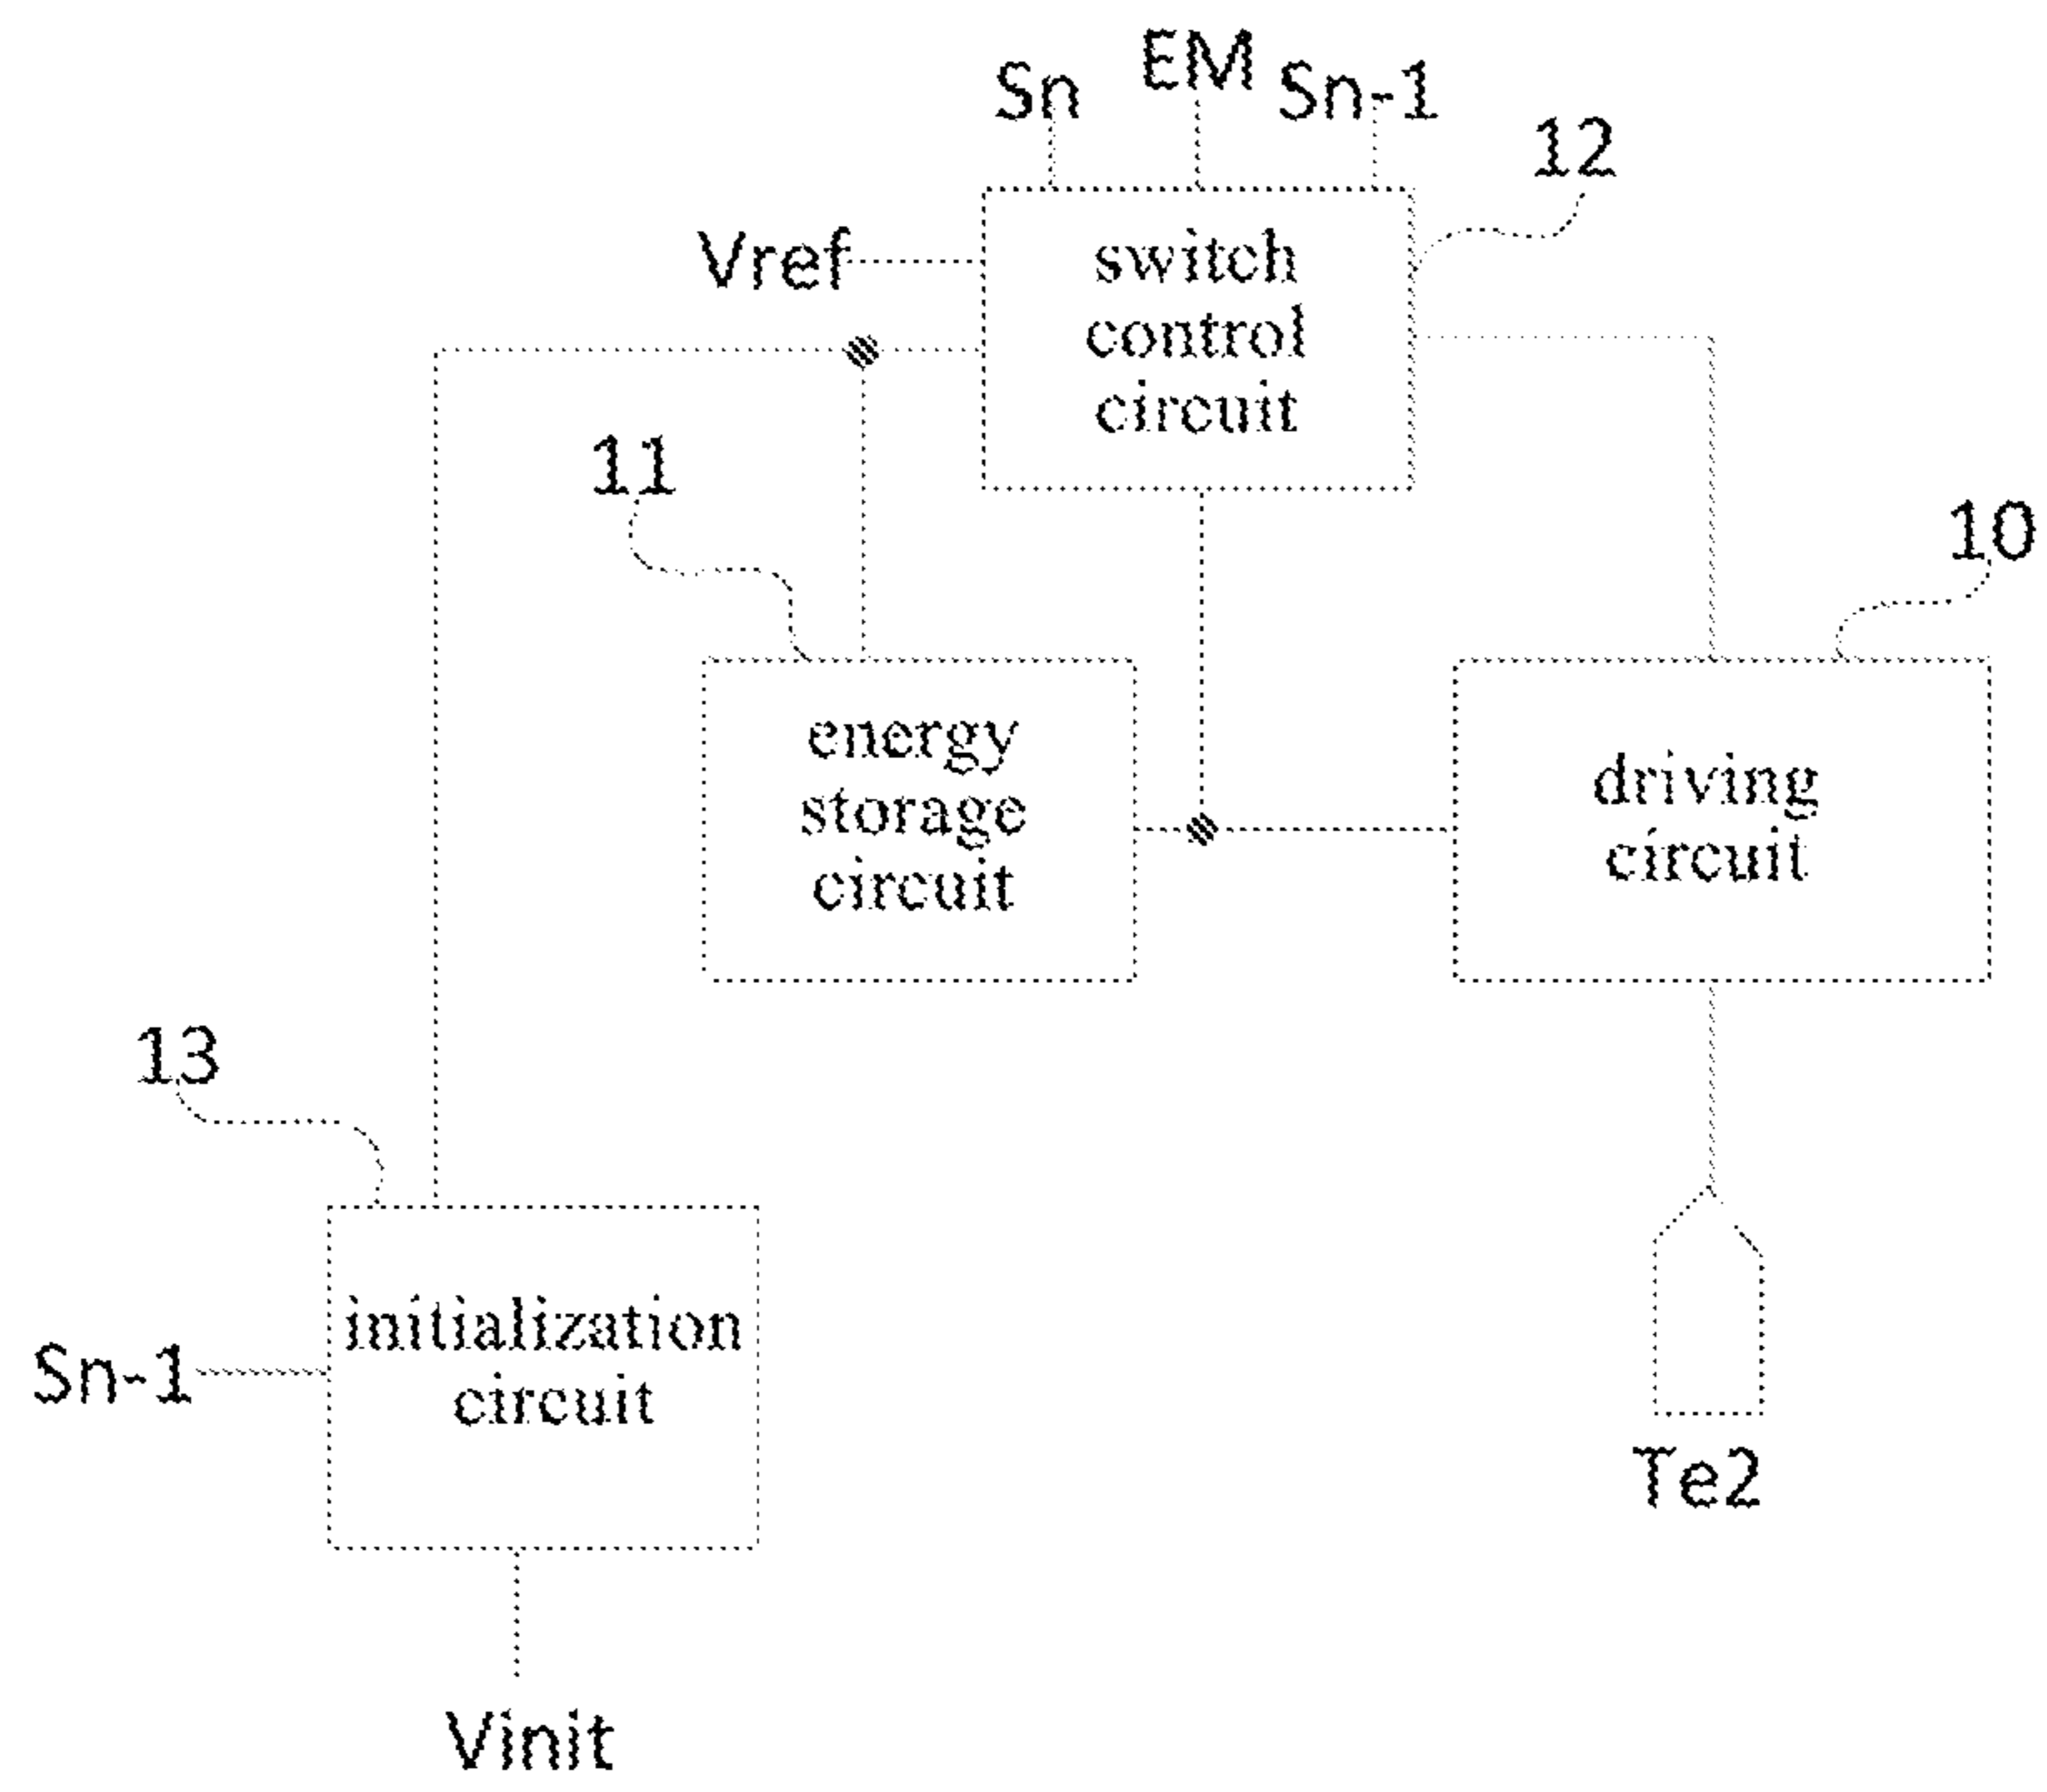 Sn EM Sn-1
12
Vref
switch
control
circuit
11
10
energy
storage
circuit
driving
circuit
13
initialization
circuit
Sn-1
Te2
Vinit